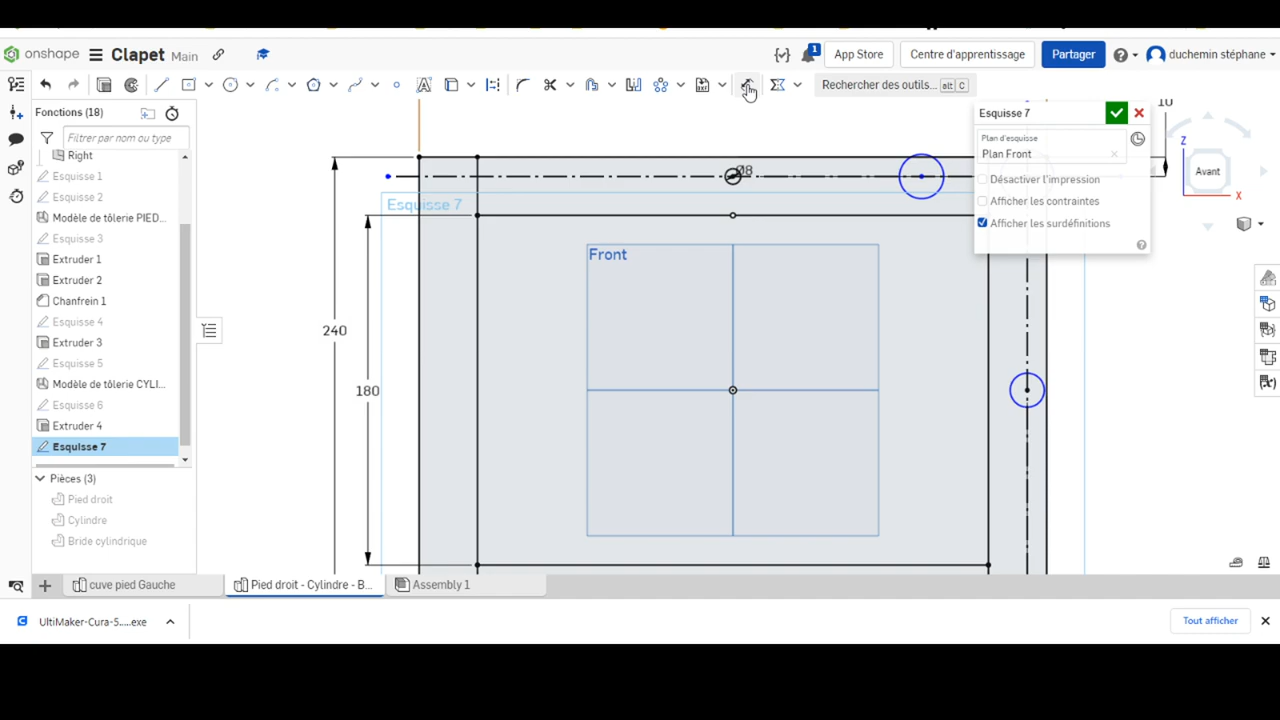 onshape Clapet Main 1 App Store Centre d'apprentissage Partager duchemin stéphane
Rechercher des outils... alt C
Fonctions (18)
Filtrer par nom ou type
Right
Esquisse 1
Esquisse 2
Modèle de tôlerie PIED...
Esquisse 3
Extruder 1
Extruder 2
Chanfrein 1
Esquisse 4
Extruder 3
Esquisse 5
Modèle de tôlerie CYLI...
Esquisse 6
Extruder 4
Esquisse 7
Pièces (3)
Pied droit
Cylindre
Bride cylindrique
Esquisse 7
Front
Ø8
10
240
180
Esquisse 7
Plan d'esquisse
Plan Front
Désactiver l'impression
Afficher les contraintes
Afficher les surdéfinitions
Z
Avant
X
cuve pied Gauche Pied droit - Cylindre - B... Assembly 1
UltiMaker-Cura-5.....exe Tout afficher